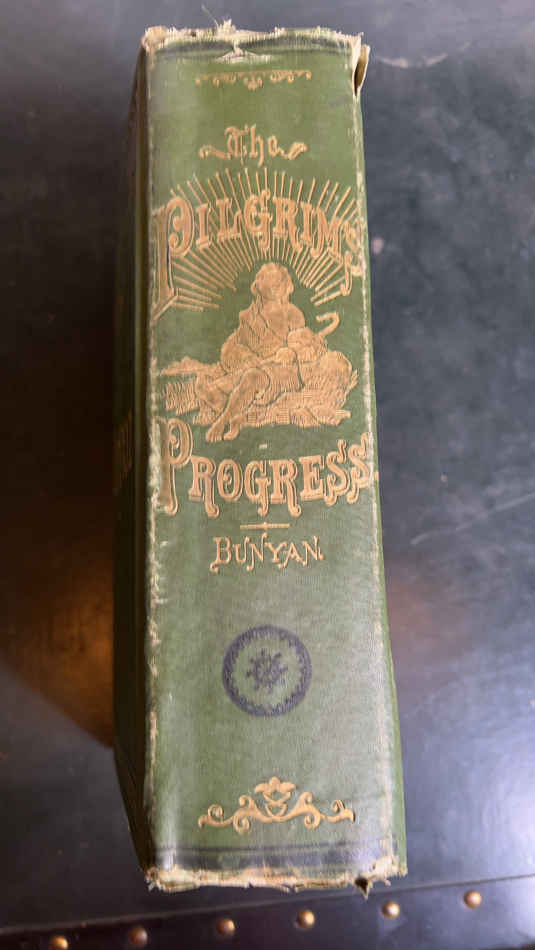 The
PILGRIM'S
PROGRESS
BUNYAN.